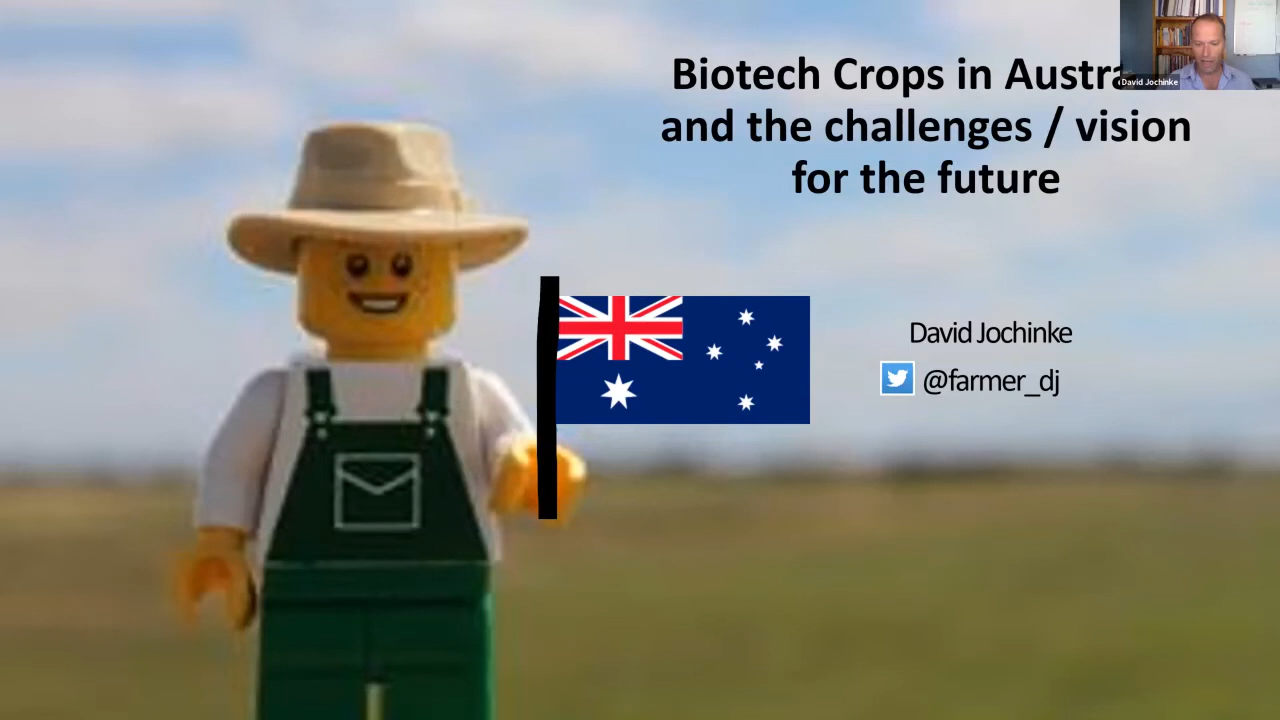 Biotech Crops in Austra
and the challenges / vision
for the future
David Jochinke
David Jochinke
@farmer_dj